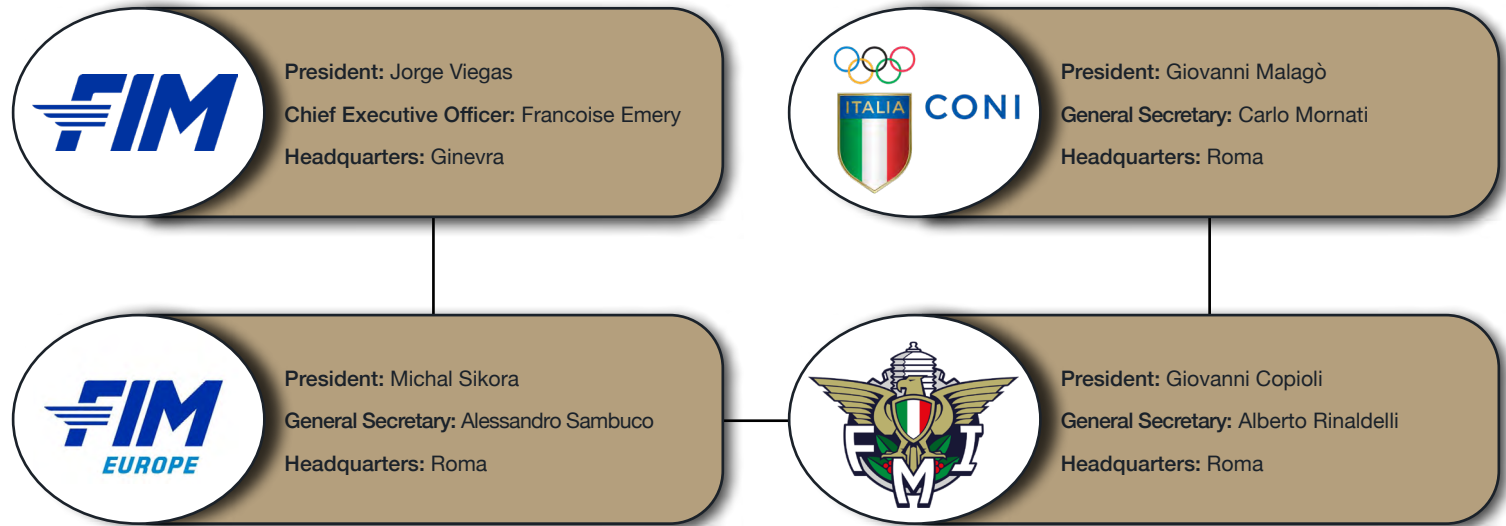 FIM
President: Jorge Viegas
Chief Executive Officer: Francoise Emery
Headquarters: Ginevra
ITALIA
CONI
President: Giovanni Malagò
General Secretary: Carlo Mornati
Headquarters: Roma
FIM
EUROPE
President: Michal Sikora
General Secretary: Alessandro Sambuco
Headquarters: Roma
FMI
President: Giovanni Copioli
General Secretary: Alberto Rinaldelli
Headquarters: Roma